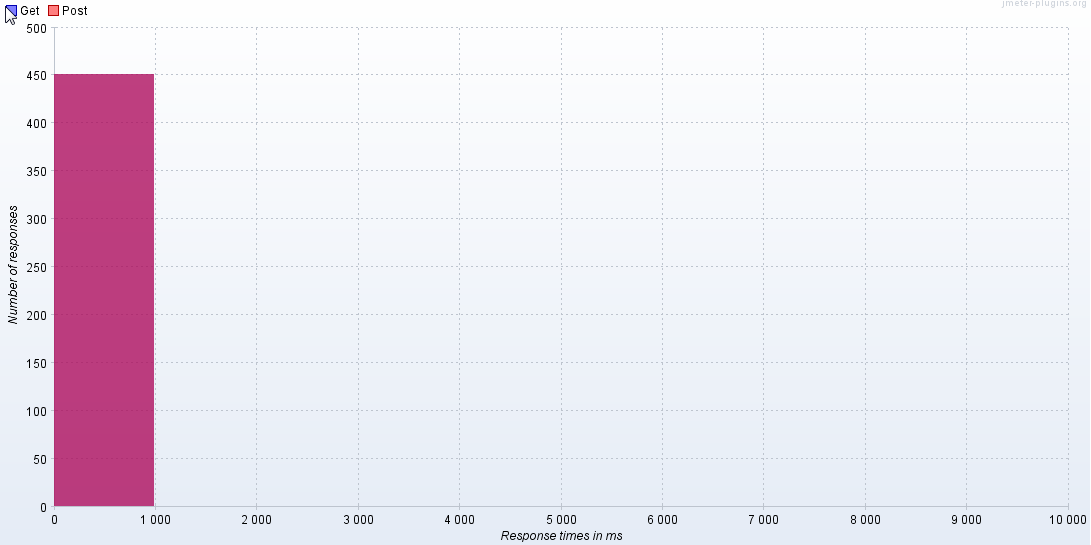 Get Post
jmeter-plugins.org
500
450
400
350
300
250
200
150
100
50
0
Number of responses
0 1 000 2 000 3 000 4 000 5 000 6 000 7 000 8 000 9 000 10 000
Response times in ms